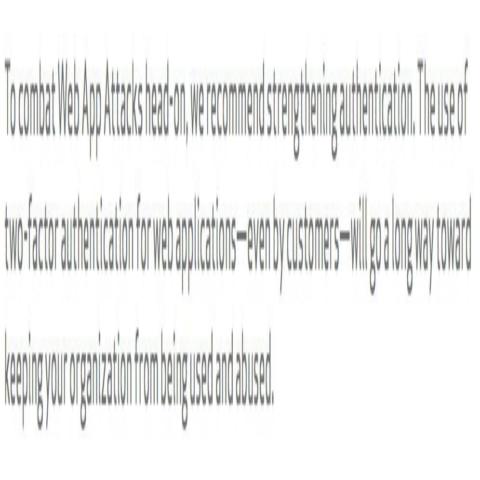 To combat Web App Attacks head-on, we recommend strengthening authentication. The use of
two-factor authentication for web applications—even by customers—will go a long way toward
keeping your organization from being used and abused.